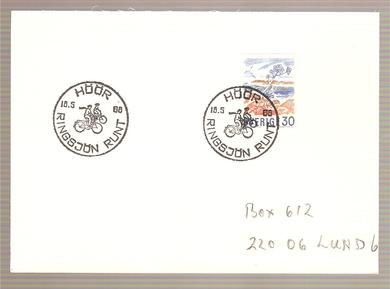 HÖÖR
18.5 68
RINGSJÖN RUNT
HÖÖR
18.5 68
RINGSJÖN RUNT
SVERIGE 30
Box 612
220 06 LUND 6